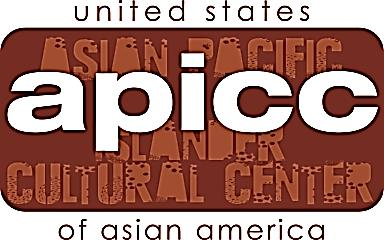 united states
ASIAN PACIFIC
apicc
ISLANDER
CULTURAL CENTER
of asian america